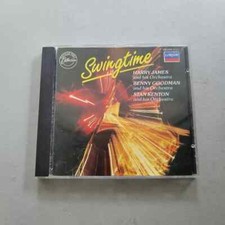 Swingtime
HARRY JAMES
and his Orchestra
BENNY GOODMAN
and his Orchestra
STAN KENTON
and his Orchestra